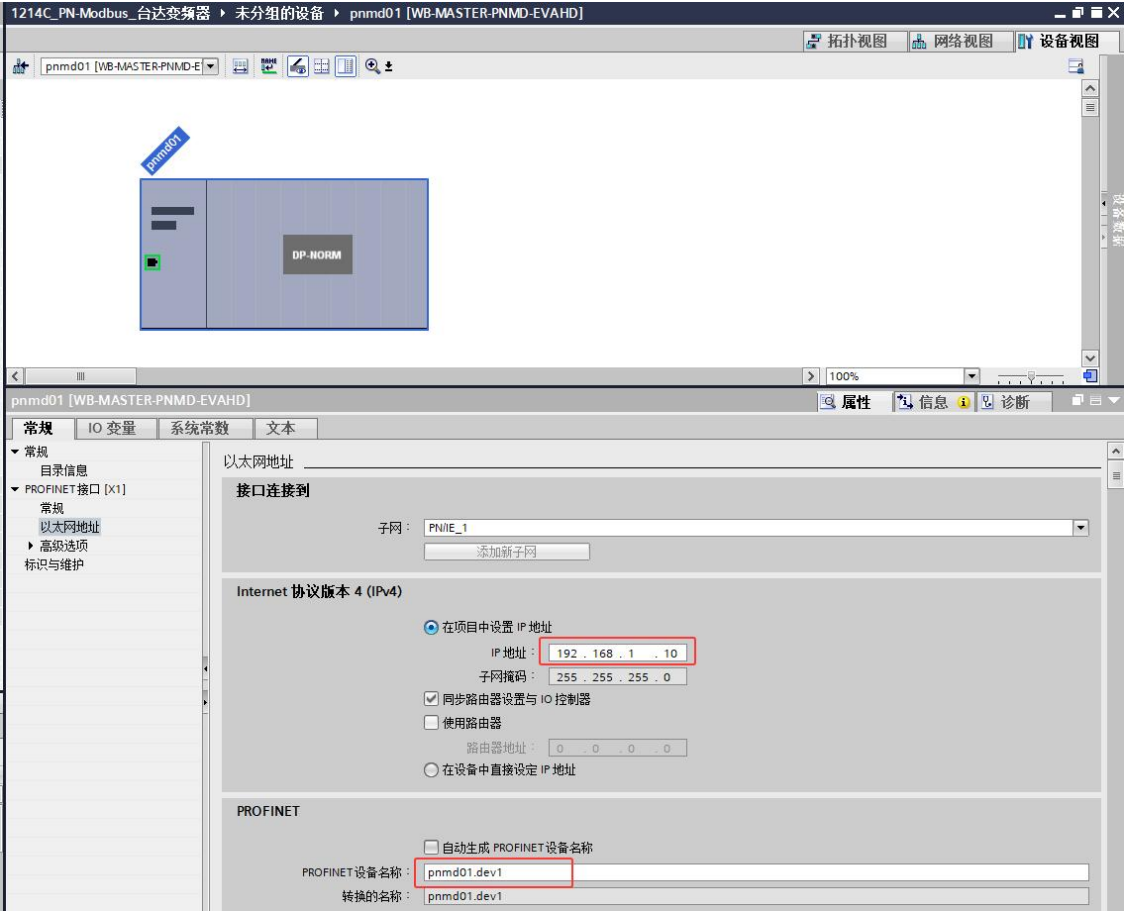 1214C_PN-Modbus_台达变频器 ▸ 未分组的设备 ▸ pnmd01 [WB-MASTER-PNMD-EVAHD]
拓扑视图 网络视图 设备视图
pnmd01 [WB-MASTER-PNMD-E
pnmd01
DP-NORM
设备数据
100%
pnmd01 [WB-MASTER-PNMD-EVAHD]
属性 信息 诊断
常规 IO 变量 系统常数 文本
常规
目录信息
PROFINET接口 [X1]
常规
以太网地址
高级选项
标识与维护
以太网地址
接口连接到
子网: PN/IE_1
添加新子网
Internet 协议版本 4 (IPv4)
在项目中设置 IP 地址
IP 地址: 192 . 168 . 1 . 10
子网掩码: 255 . 255 . 255 . 0
同步路由器设置与 IO 控制器
使用路由器
路由器地址: 0 . 0 . 0 . 0
在设备中直接设定 IP 地址
PROFINET
自动生成 PROFINET设备名称
PROFINET设备名称: pnmd01.dev1
转换的名称: pnmd01.dev1